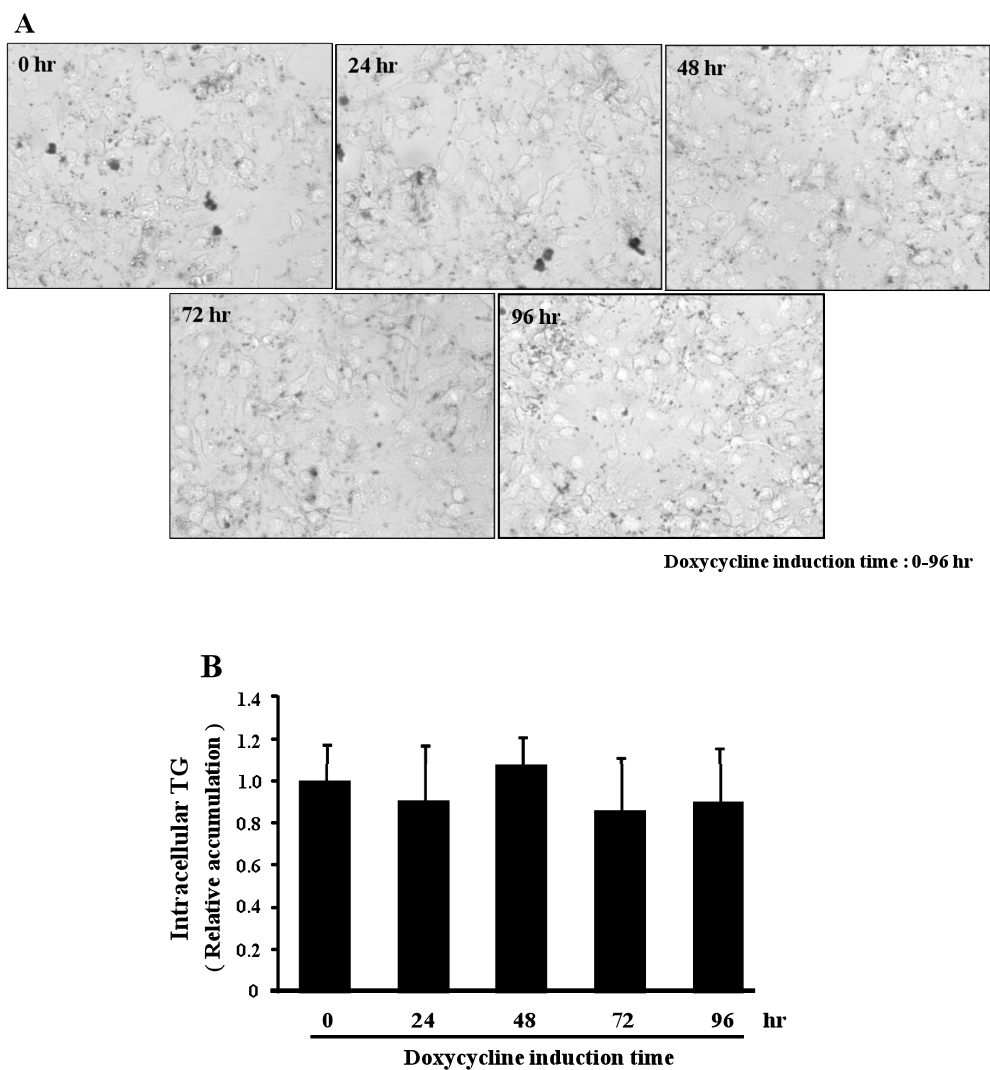 A
0 hr
24 hr
48 hr
72 hr
96 hr
Doxycycline induction time : 0-96 hr
B
Intracellular TG
( Relative accumulation )
1.4
1.2
1.0
0.8
0.6
0.4
0.2
0
0 24 48 72 96 hr
Doxycycline induction time